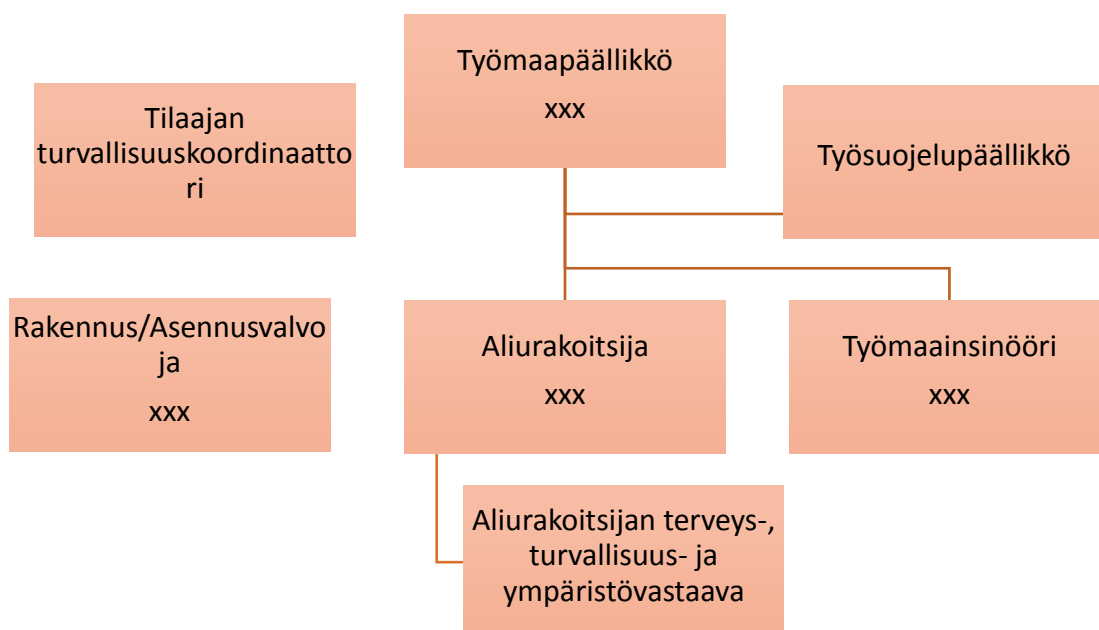 Työmaapäällikkö
xxx
Tilaajan
turvallisuuskoordinaatto
ri
Työsuojelupäällikkö
Rakennus/Asennusvalvo
ja
xxx
Aliurakoitsija
xxx
Työmaainsinööri
xxx
Aliurakoitsijan terveys-,
turvallisuus- ja
ympäristövastaava